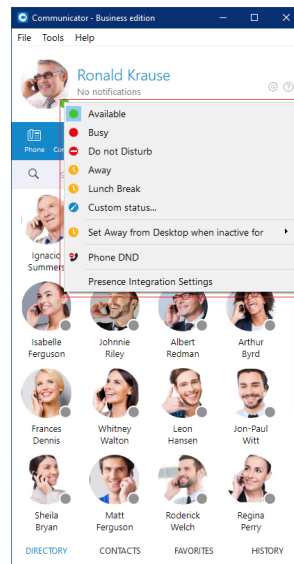 Communicator - Business edition
File Tools Help
Ronald Krause
No notifications
Available
Busy
Do not Disturb
Away
Lunch Break
Custom status...
Set Away from Desktop when inactive for
Phone DND
Presence Integration Settings
Phone
Ignacio
Summers
Isabelle
Ferguson
Johnnie
Riley
Albert
Redman
Arthur
Byrd
Frances
Dennis
Whitney
Walton
Leon
Hansen
Jon-Paul
Witt
Sheila
Bryan
Matt
Ferguson
Roderick
Welch
Regina
Perry
DIRECTORY CONTACTS FAVORITES HISTORY